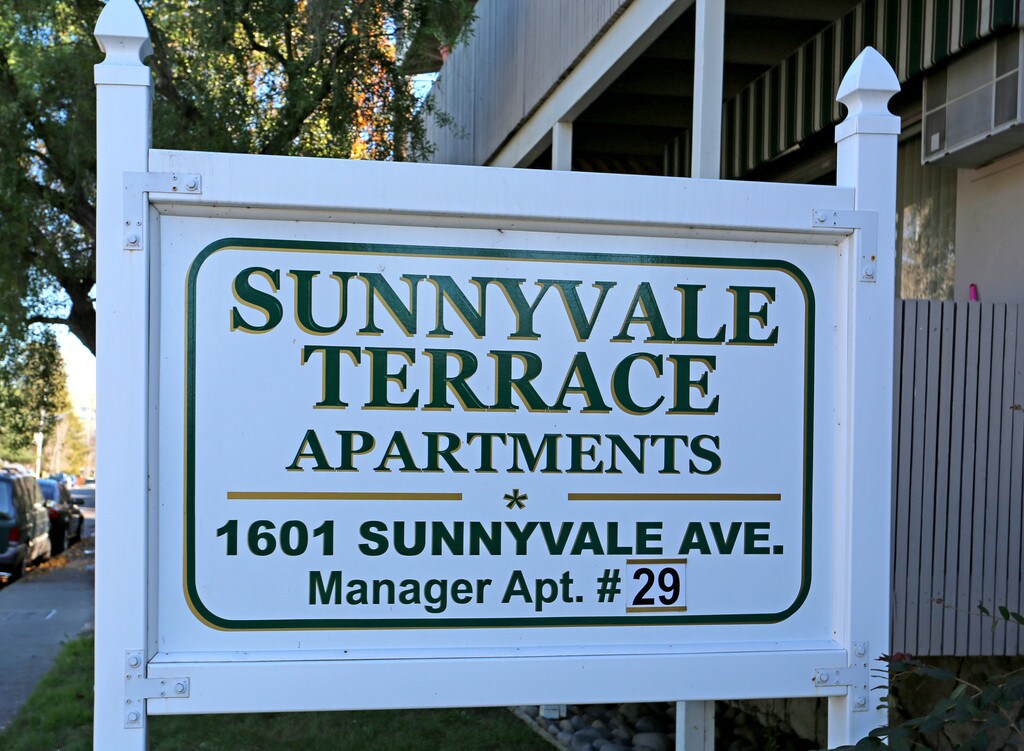 SUNNYVALE
TERRACE
APARTMENTS
*
1601 SUNNYVALE AVE.
Manager Apt. # 29